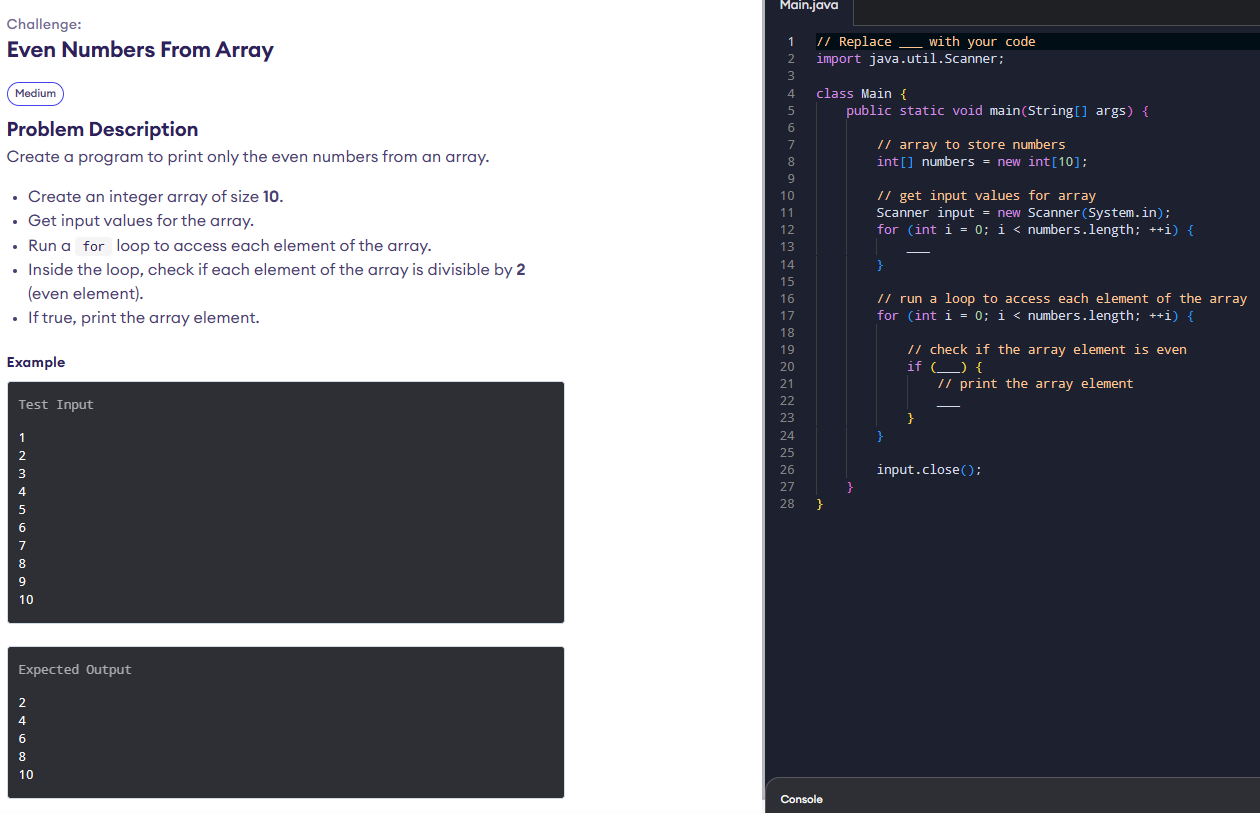 Challenge:
Even Numbers From Array
Medium
Problem Description
Create a program to print only the even numbers from an array.
• Create an integer array of size 10.
• Get input values for the array.
• Run a for loop to access each element of the array.
• Inside the loop, check if each element of the array is divisible by 2
(even element).
• If true, print the array element.
Example
Test Input
1
2
3
4
5
6
7
8
9
10
Expected Output
2
4
6
8
10
Main.java
1 // Replace ___ with your code
2 import java.util.Scanner;
3
4 class Main {
5     public static void main(String[] args) {
6
7         // array to store numbers
8         int[] numbers = new int[10];
9
10         // get input values for array
11         Scanner input = new Scanner(System.in);
12         for (int i = 0; i < numbers.length; ++i) {
13             ___
14         }
15
16         // run a loop to access each element of the array
17         for (int i = 0; i < numbers.length; ++i) {
18
19             // check if the array element is even
20             if (___) {
21                 // print the array element
22                 ___
23             }
24         }
25
26         input.close();
27     }
28 }
Console